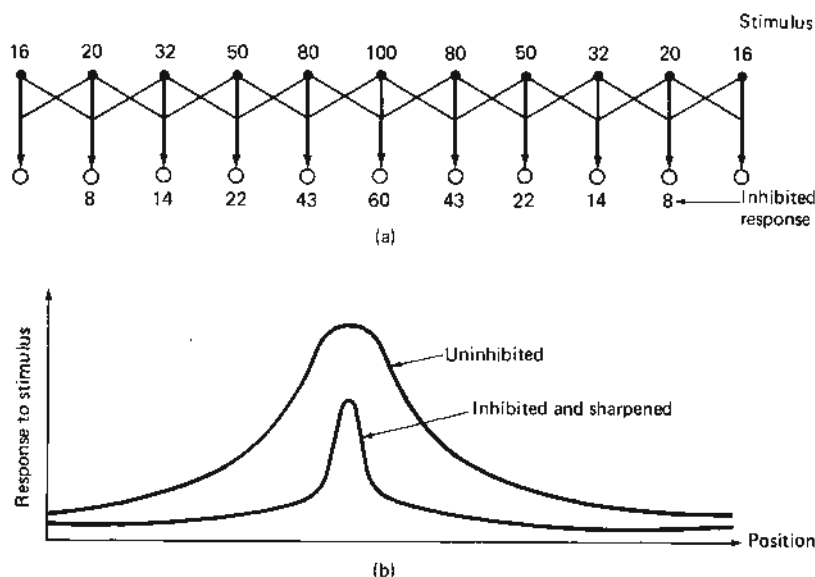 Stimulus
16 20 32 50 80 100 80 50 32 20 16
8 14 22 43 60 43 22 14 8 Inhibited
response
(a)
Response to stimulus
Uninhibited
Inhibited and sharpened
Position
(b)